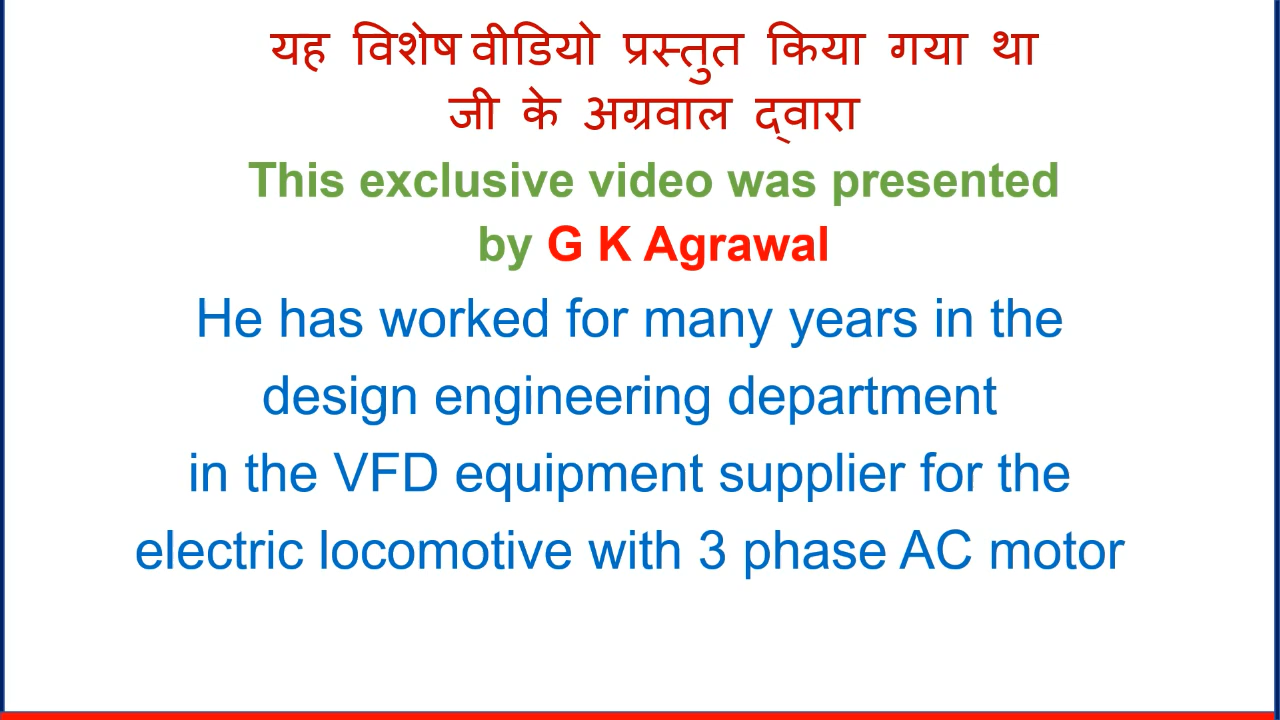 यह विशेष वीडियो प्रस्तुत किया गया था
जी के अग्रवाल द्वारा
This exclusive video was presented
by G K Agrawal
He has worked for many years in the
design engineering department
in the VFD equipment supplier for the
electric locomotive with 3 phase AC motor